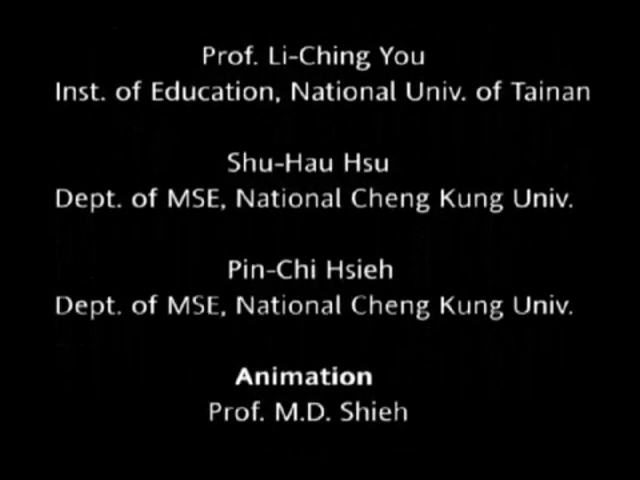 Prof. Li-Ching You
Inst. of Education, National Univ. of Tainan
Shu-Hau Hsu
Dept. of MSE, National Cheng Kung Univ.
Pin-Chi Hsieh
Dept. of MSE, National Cheng Kung Univ.
Animation
Prof. M.D. Shieh